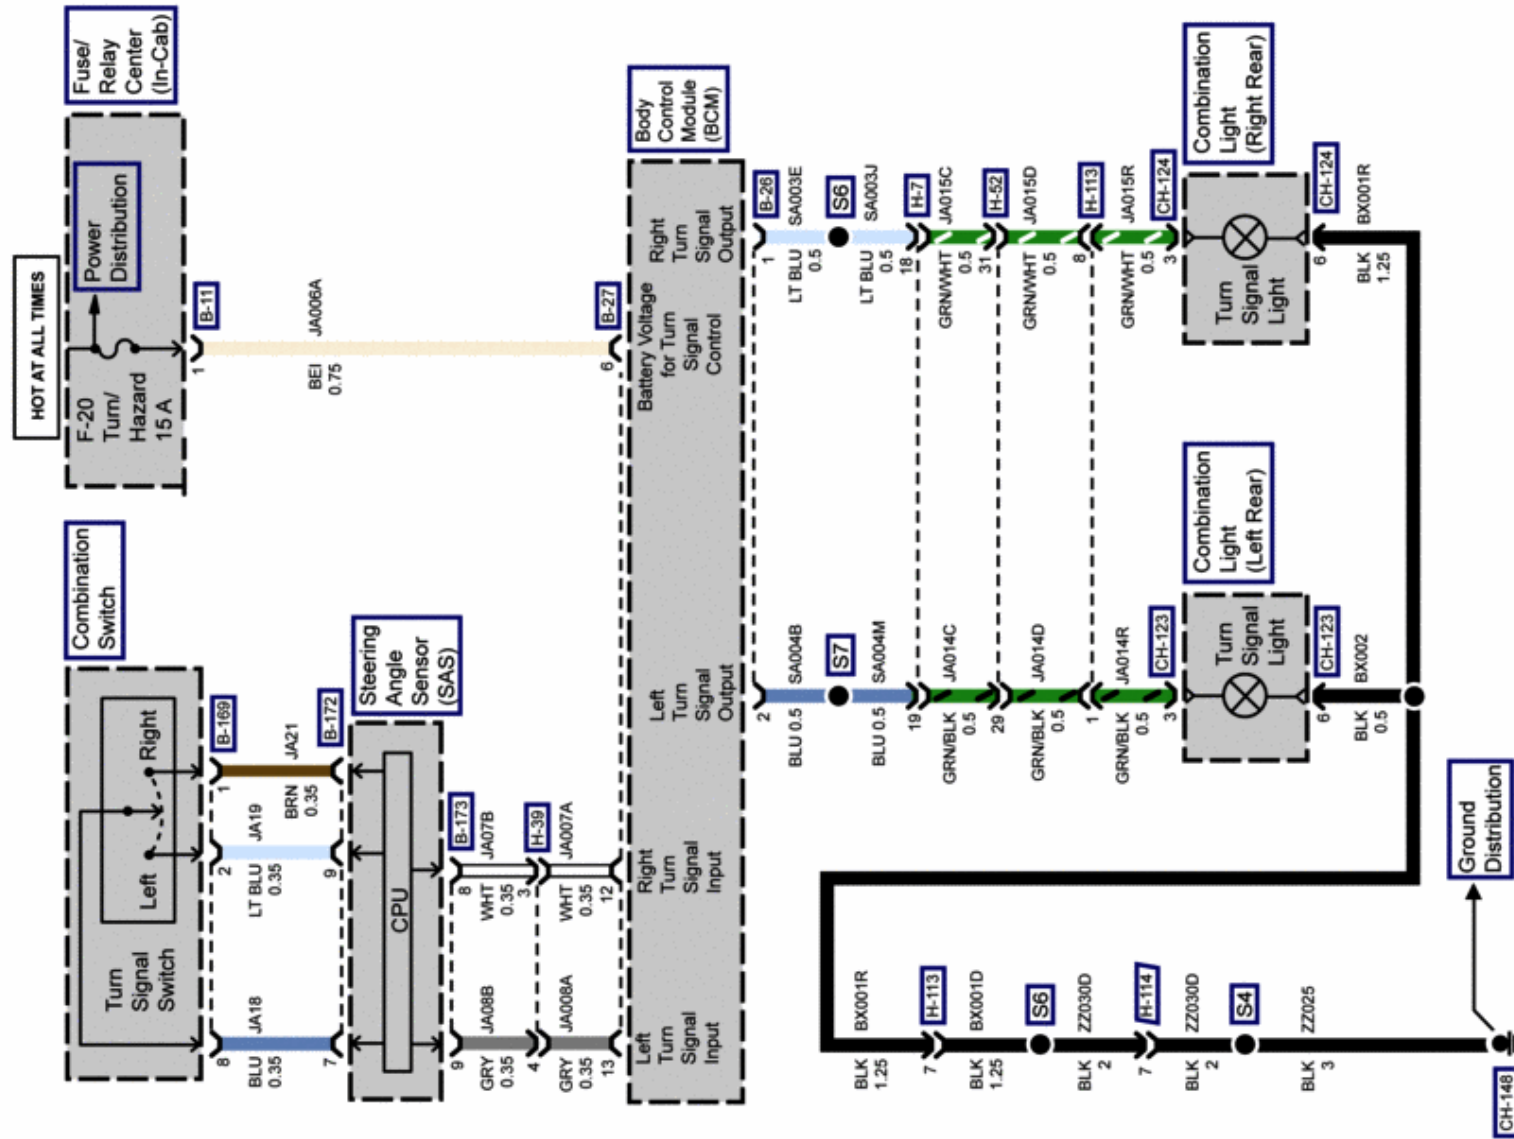 HOT AT ALL TIMES
Fuse/
Relay
Center
(In-Cab)
Power
Distribution
F-20
Turn/
Hazard
15 A
1
B-11
BEI
0.75
JA006A
6
B-27
Combination
Switch
Left
Right
Turn
Signal
Switch
B-169
8
2
1
BLU
0.35
JA18
LT BLU
0.35
JA19
BRN
0.35
JA21
7
9
B-172
Steering
Angle
Sensor
(SAS)
CPU
B-173
9
8
GRY
0.35
JA08B
WHT
0.35
JA07B
4
3
H-39
GRY
0.35
JA008A
WHT
0.35
JA007A
13
12
Body
Control
Module
(BCM)
Left
Turn
Signal
Input
Right
Turn
Signal
Input
Battery Voltage
for Turn
Signal
Control
Left
Turn
Signal
Output
Right
Turn
Signal
Output
2
1
B-26
BLU 0.5
SA004B
LT BLU
0.5
SA003E
S7
S6
BLU 0.5
SA004M
LT BLU
0.5
SA003J
19
18
H-7
GRN/BLK
0.5
JA014C
GRN/WHT
0.5
JA015C
29
31
H-52
GRN/BLK
0.5
JA014D
GRN/WHT
0.5
JA015D
1
8
H-113
GRN/BLK
0.5
JA014R
GRN/WHT
0.5
JA015R
3
CH-123
3
CH-124
Combination
Light
(Left Rear)
Turn
Signal
Light
Combination
Light
(Right Rear)
Turn
Signal
Light
6
CH-123
6
CH-124
BLK
0.5
BX002
BLK
1.25
BX001R
BLK
1.25
BX001R
7
H-113
BLK
1.25
BX001D
S6
BLK
2
ZZ030D
7
H-114
BLK
2
ZZ030D
S4
BLK
3
ZZ025
Ground
Distribution
CH-148